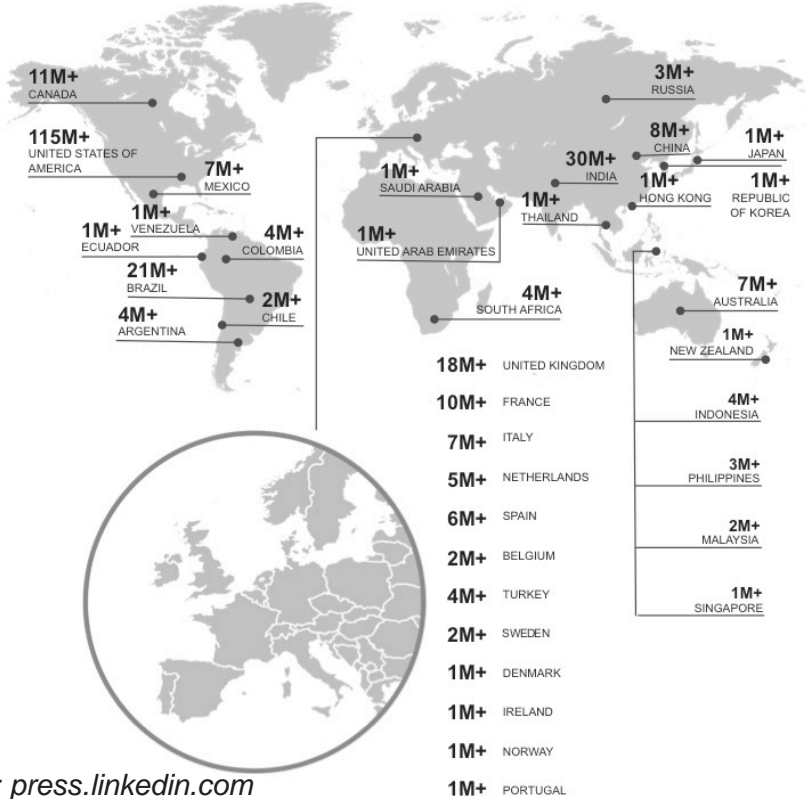 11M+
CANADA
115M+
UNITED STATES OF
AMERICA
7M+
MEXICO
1M+
VENEZUELA
1M+
ECUADOR
4M+
COLOMBIA
21M+
BRAZIL
2M+
CHILE
4M+
ARGENTINA
3M+
RUSSIA
8M+
CHINA
1M+
JAPAN
30M+
INDIA
1M+
SAUDI ARABIA
1M+
HONG KONG
1M+
REPUBLIC
OF KOREA
1M+
THAILAND
1M+
UNITED ARAB EMIRATES
4M+
SOUTH AFRICA
7M+
AUSTRALIA
1M+
NEW ZEALAND
18M+ UNITED KINGDOM
10M+ FRANCE
7M+ ITALY
5M+ NETHERLANDS
6M+ SPAIN
2M+ BELGIUM
4M+ TURKEY
2M+ SWEDEN
1M+ DENMARK
1M+ IRELAND
1M+ NORWAY
1M+ PORTUGAL
4M+
INDONESIA
3M+
PHILIPPINES
2M+
MALAYSIA
1M+
SINGAPORE
: press.linkedin.com